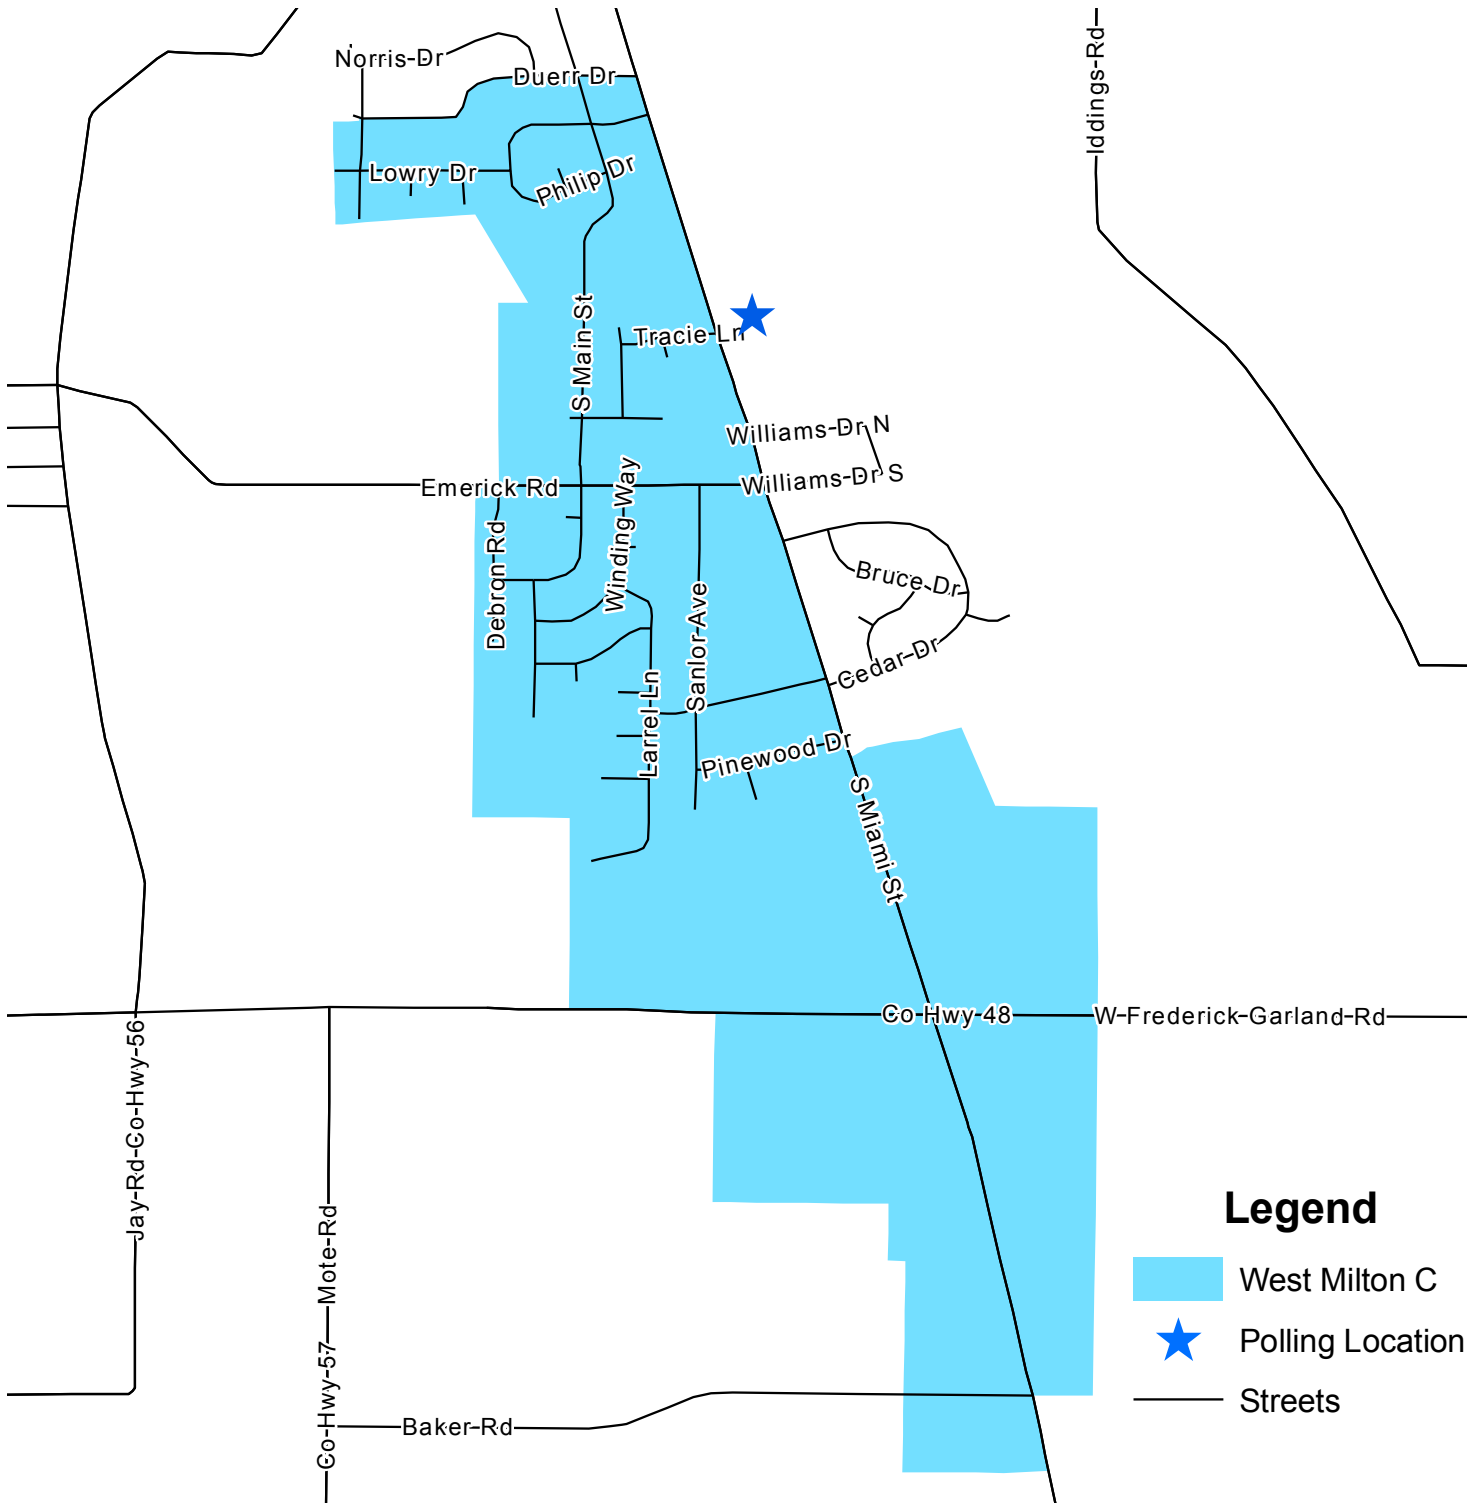 Norris Dr
Duerr Dr
Iddings Rd
Lowry Dr
Philip Dr
S Main St
Tracie Ln
Williams Dr N
Williams Dr S
Emerick Rd
Winding Way
Debron Rd
Bruce Dr
Sanlor Ave
Cedar Dr
Larrel Ln
Pinewood Dr
S Miami St
Co Hwy 48
W Frederick Garland Rd
Jay Rd Co Hwy 56
Co Hwy 57 Mote Rd
Baker Rd
Legend
West Milton C
Polling Location
Streets